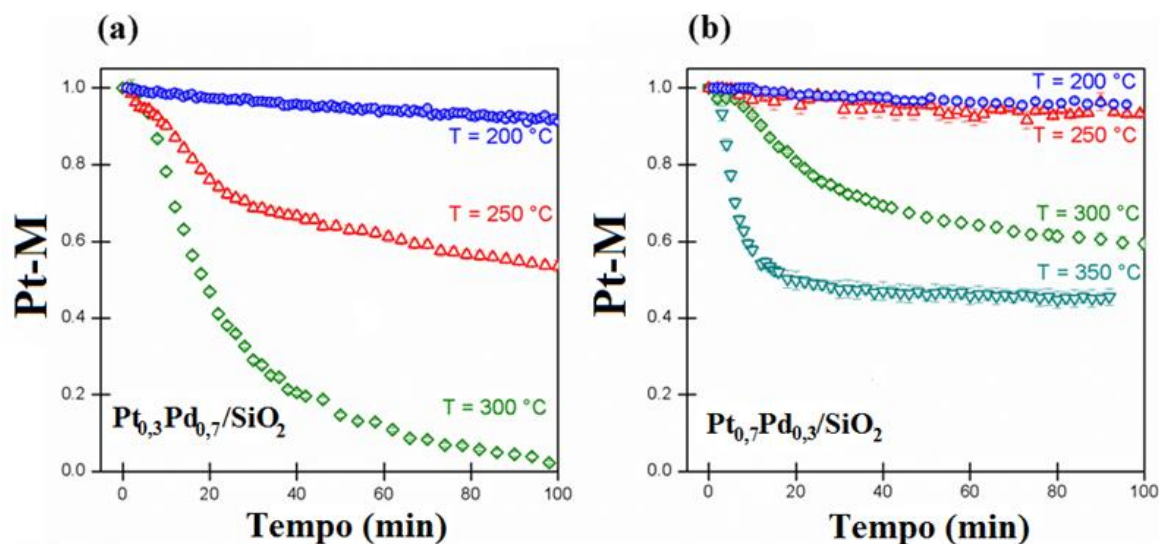 (a)
Pt-M
1.0
0.8
0.6
0.4
0.2
0.0
T = 200 °C
T = 250 °C
T = 300 °C
Pt0,3Pd0,7/SiO2
0
20
40
60
80
100
Tempo (min)
(b)
Pt-M
1.0
0.8
0.6
0.4
0.2
0.0
T = 200 °C
T = 250 °C
T = 300 °C
T = 350 °C
Pt0,7Pd0,3/SiO2
0
20
40
60
80
100
Tempo (min)